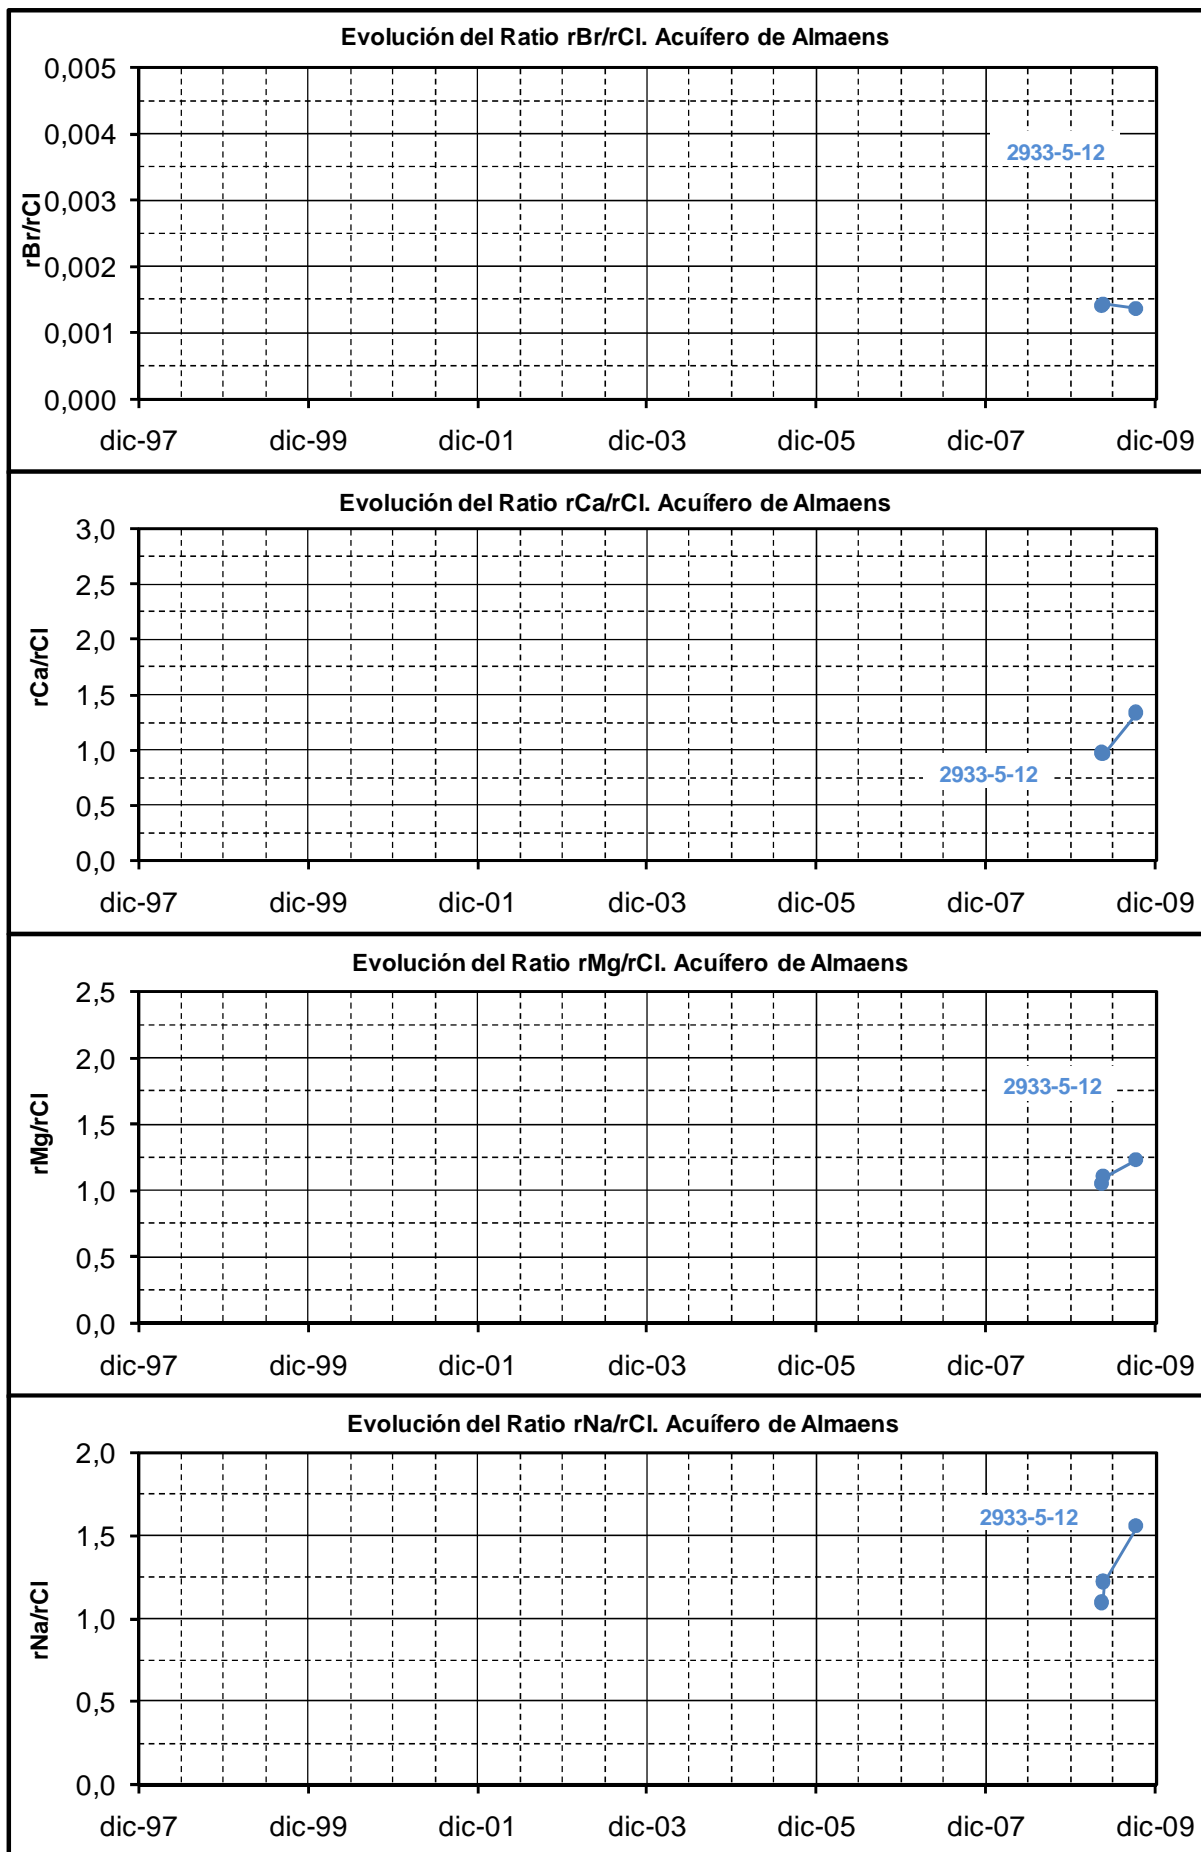 Evolución del Ratio rBr/rCl. Acuífero de Almaens
0,005
0,004
0,003
0,002
0,001
0,000
rBr/rCl
2933-5-12
dic-97 dic-99 dic-01 dic-03 dic-05 dic-07 dic-09
Evolución del Ratio rCa/rCl. Acuífero de Almaens
3,0
2,5
2,0
1,5
1,0
0,5
0,0
rCa/rCl
2933-5-12
dic-97 dic-99 dic-01 dic-03 dic-05 dic-07 dic-09
Evolución del Ratio rMg/rCl. Acuífero de Almaens
2,5
2,0
1,5
1,0
0,5
0,0
rMg/rCl
2933-5-12
dic-97 dic-99 dic-01 dic-03 dic-05 dic-07 dic-09
Evolución del Ratio rNa/rCl. Acuífero de Almaens
2,0
1,5
1,0
0,5
0,0
rNa/rCl
2933-5-12
dic-97 dic-99 dic-01 dic-03 dic-05 dic-07 dic-09